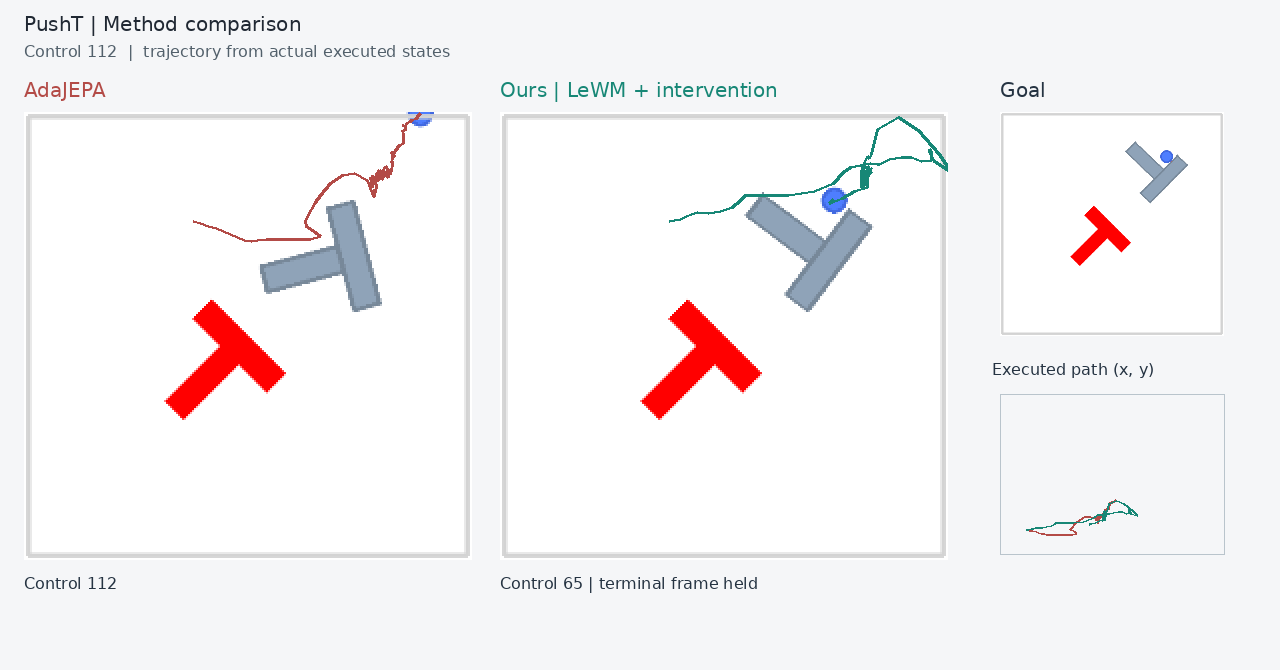 PushT | Method comparison
Control 112 | trajectory from actual executed states
AdaJEPA
Ours | LeWM + intervention
Goal
Executed path (x, y)
Control 112
Control 65 | terminal frame held